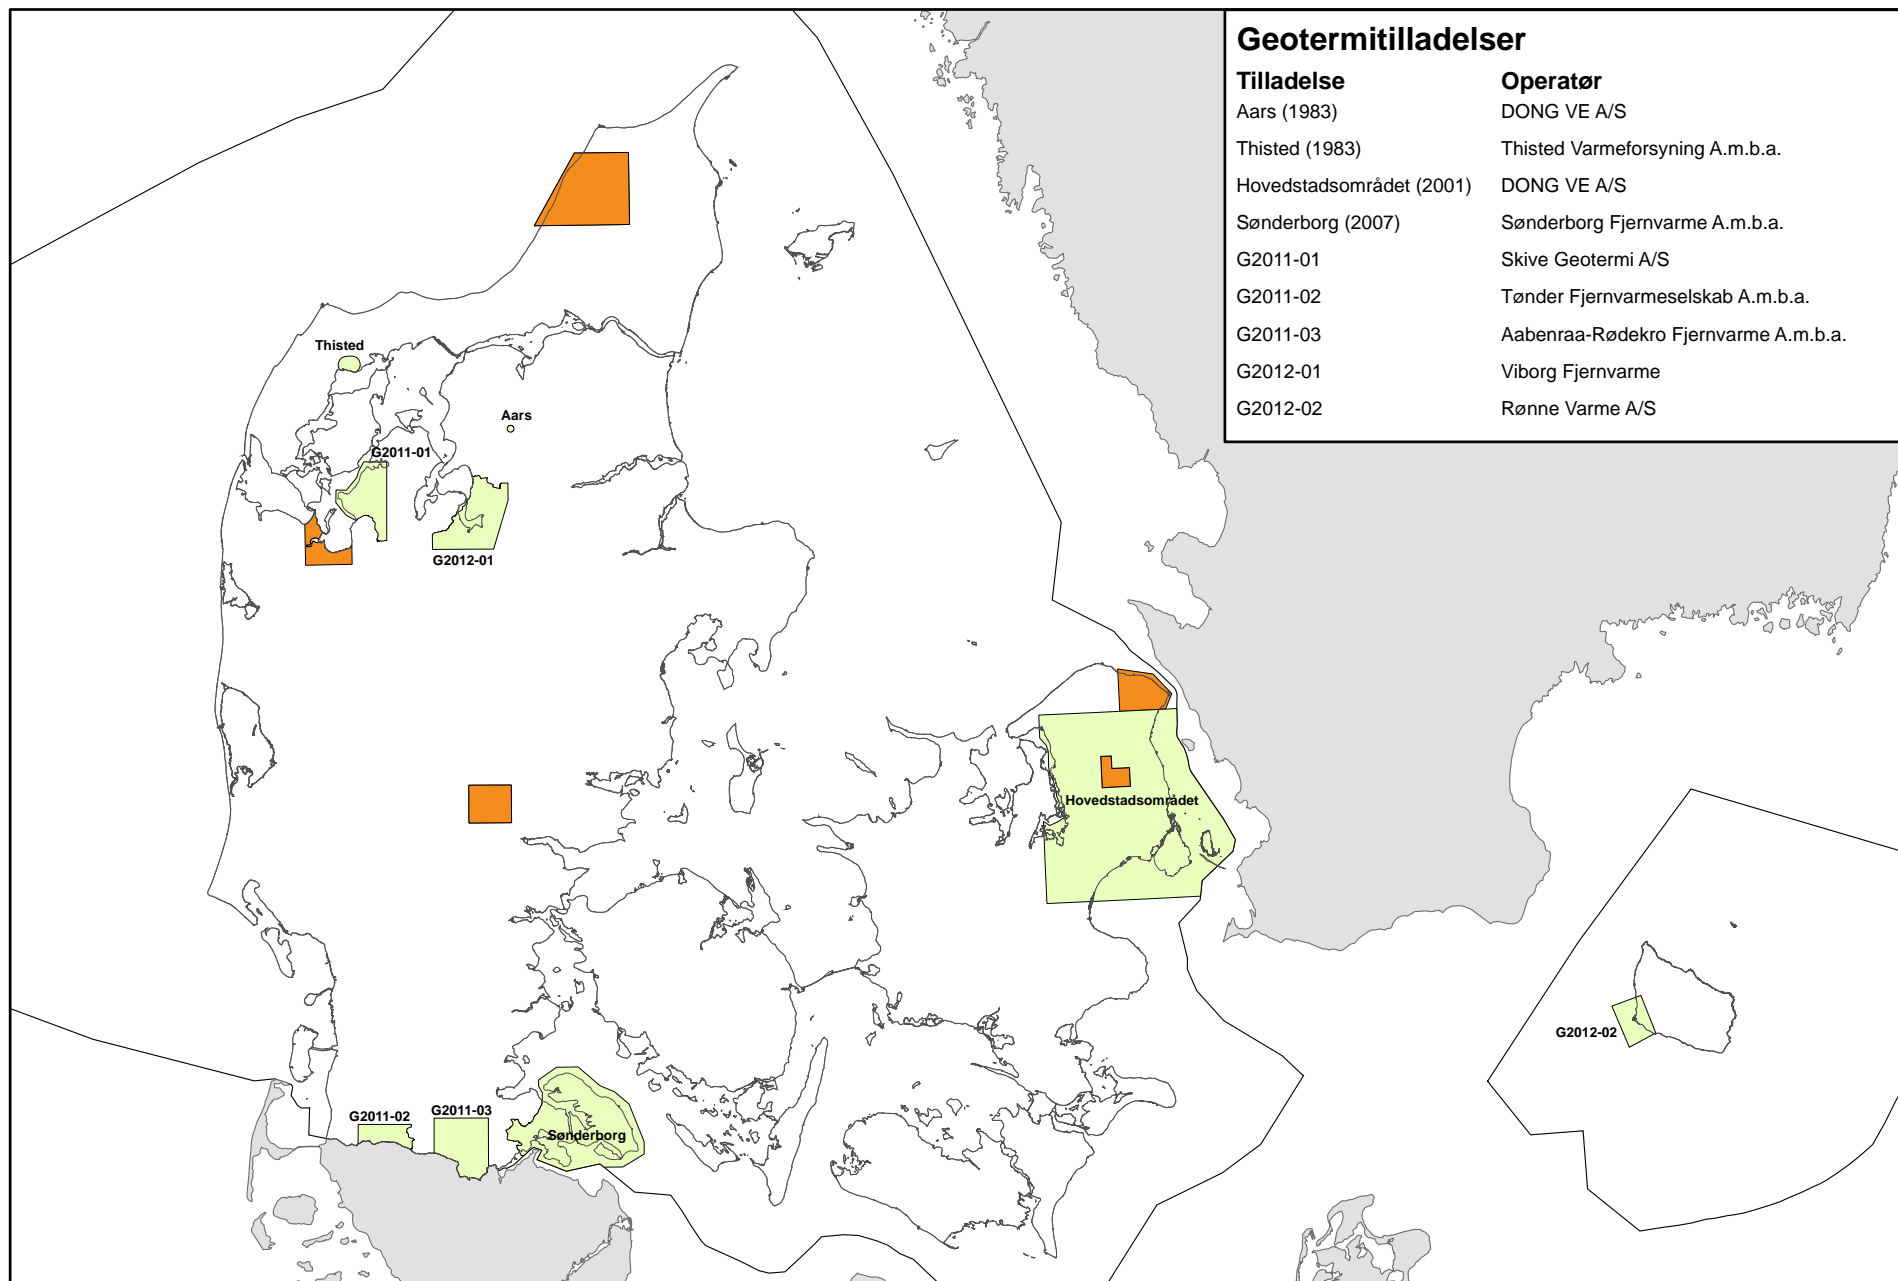 Geotermitilladelser
Tilladelse Operatør
Aars (1983) DONG VE A/S
Thisted (1983) Thisted Varmeforsyning A.m.b.a.
Hovedstadsområdet (2001) DONG VE A/S
Sønderborg (2007) Sønderborg Fjernvarme A.m.b.a.
G2011-01 Skive Geotermi A/S
G2011-02 Tønder Fjernvarmeselskab A.m.b.a.
G2011-03 Aabenraa-Rødekro Fjernvarme A.m.b.a.
G2012-01 Viborg Fjernvarme
G2012-02 Rønne Varme A/S
Thisted
Aars
G2011-01
G2012-01
Hovedstadsområdet
G2012-02
G2011-02
G2011-03
Sønderborg